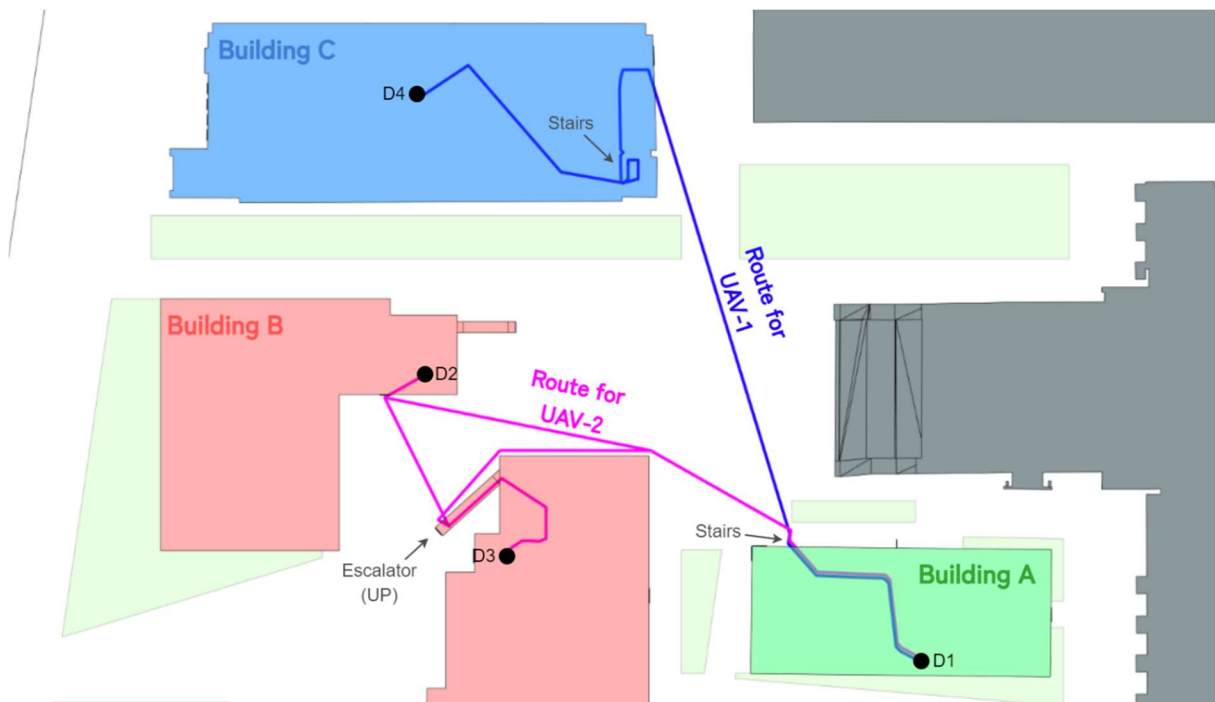 Building C
D4
Stairs
Route for
UAV-1
Building B
D2
Route for
UAV-2
Stairs
D3
Escalator
(UP)
Building A
D1